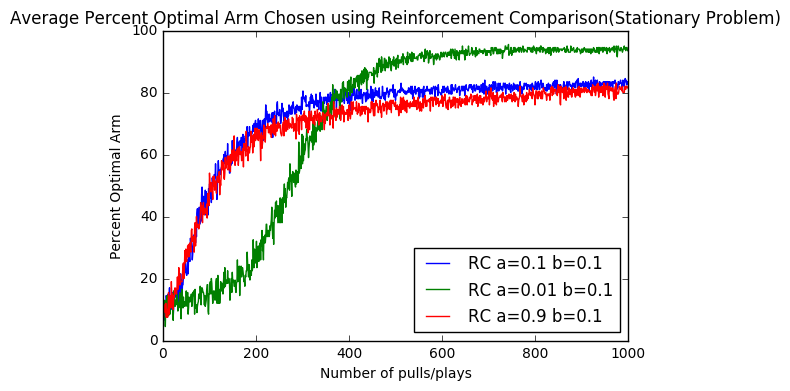 Average Percent Optimal Arm Chosen using Reinforcement Comparison(Stationary Problem)
100
80
60
40
20
0
Percent Optimal Arm
RC a=0.1 b=0.1
RC a=0.01 b=0.1
RC a=0.9 b=0.1
0 200 400 600 800 1000
Number of pulls/plays